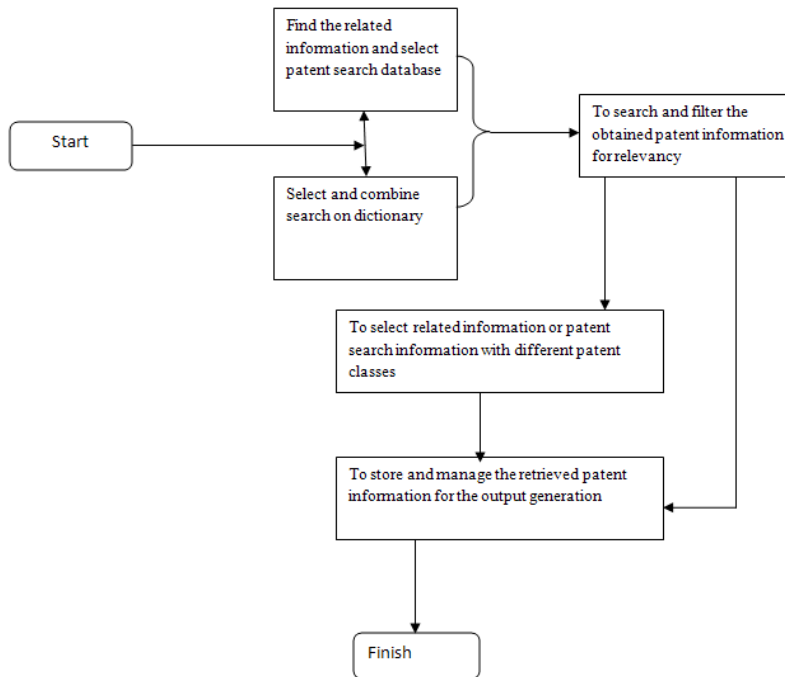 Find the related
information and select
patent search database
Start
To search and filter the
obtained patent information
for relevancy
Select and combine
search on dictionary
To select related information or patent
search information with different patent
classes
To store and manage the retrieved patent
information for the output generation
Finish